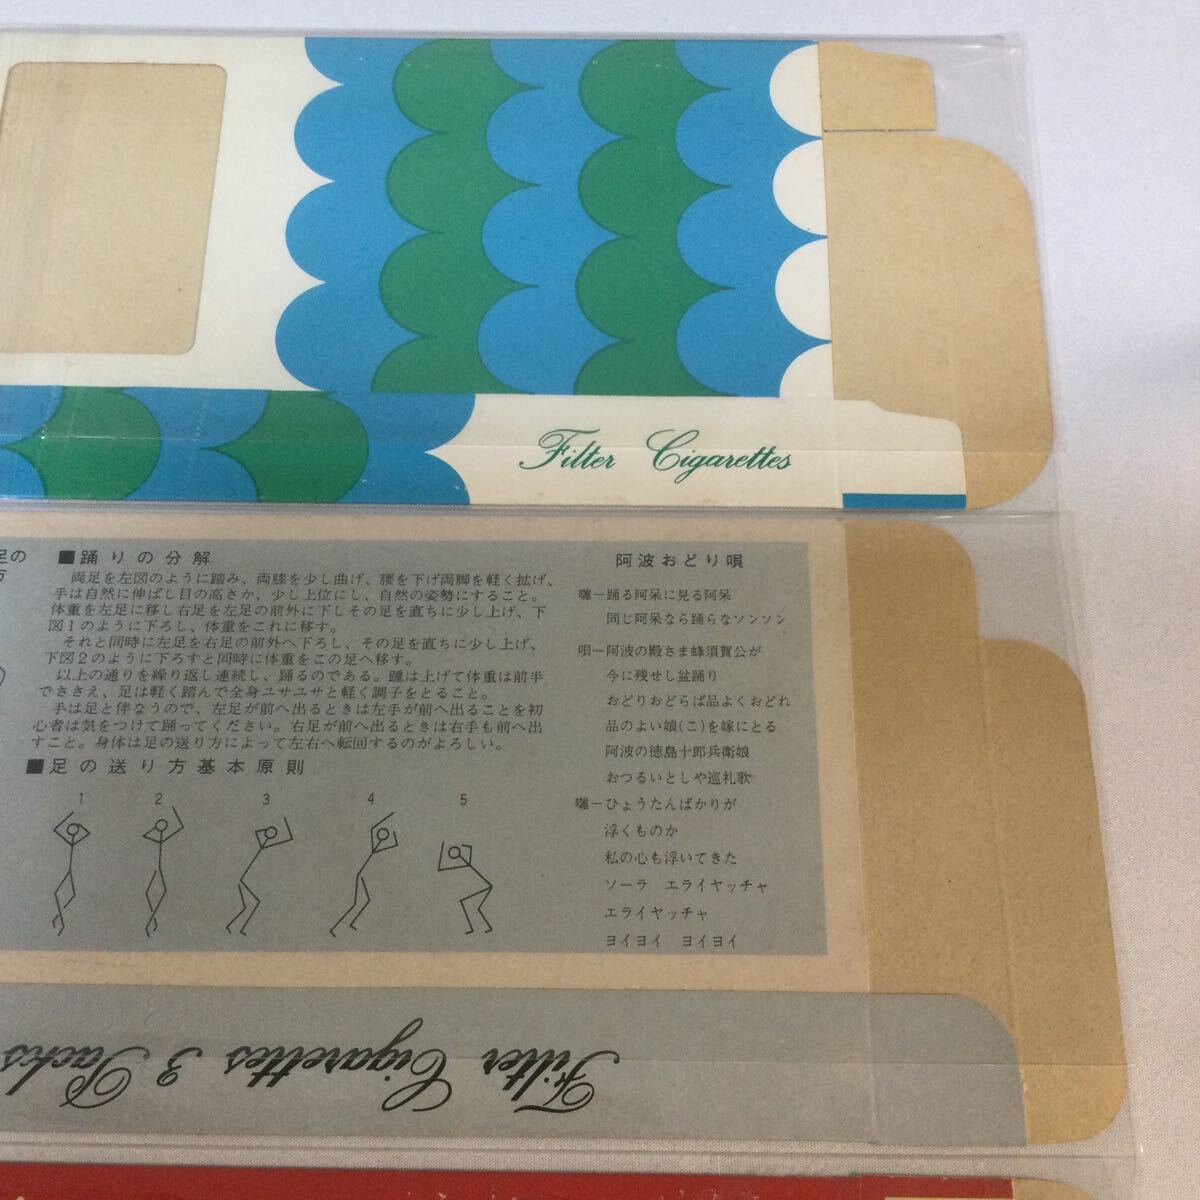 Filter Cigarettes
足の
■踊りの分解
両足を左図のように踏み、両膝を少し曲げ、腰を下げ両脚を軽く拡げ、
手は自然に伸ばし目の高さか、少し上位にし、自然の姿勢にすること。
体重を左足に移し右足を左足の前外に下しその足を直ちに少し上げ、下
図1のように下ろし、体重をこれに移す。
それと同時に左足を右足の前外へ下ろし、その足を直ちに少し上げ、
下図2のように下ろすと同時に体重をこの足へ移す。
以上の通りを繰り返し連続し、踊るのである。踵は上げて体重は前半
でささえ、足は軽く踏んで全身ユサユサと軽く調子をとること。
手は足と伴なうので、左足が前へ出るときは左手が前へ出ることを初
心者は気をつけて踊ってください。右足が前へ出るときは右手も前へ出
すこと。身体は足の送り方によって左右へ転回するのがよろしい。
■足の送り方基本原則
1 2 3 4 5
阿波おどり唄
囃ー踊る阿呆に見る阿呆
同じ阿呆なら踊らなソンソン
唄ー阿波の殿さま蜂須賀公が
今に残せし盆踊り
おどりおどらば品よくおどれ
品のよい娘(こ)を嫁にとる
阿波の徳島十郎兵衛娘
おつるいとしや巡礼歌
囃ーひょうたんばかりが
浮くものか
私の心も浮いてきた
ソーラ エライヤッチャ
エライヤッチャ
ヨイヨイ ヨイヨイ
Filter Cigarettes 3 Packs